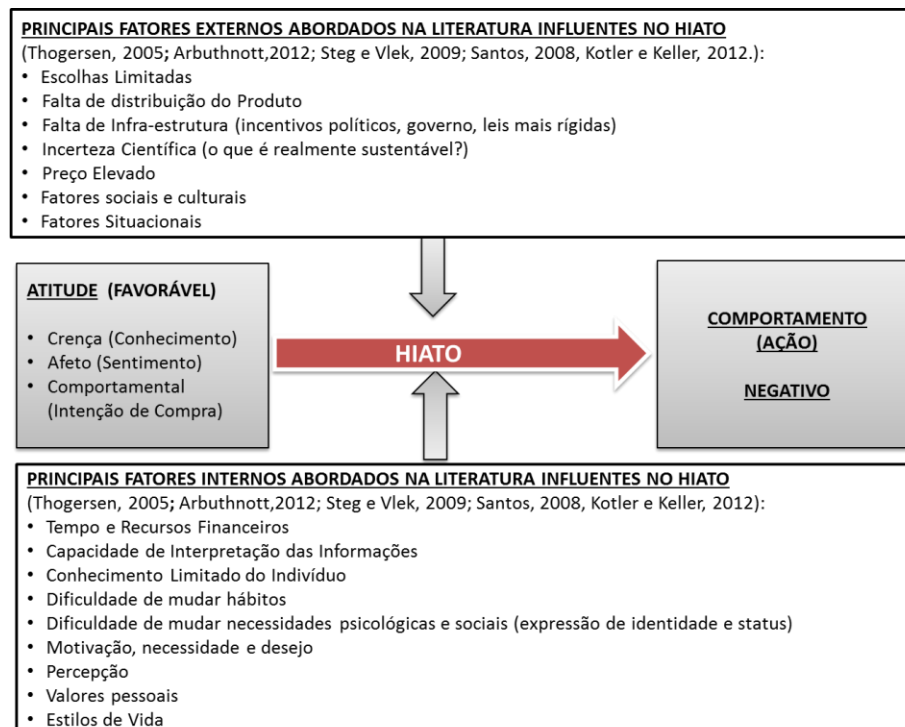 PRINCIPAIS FATORES EXTERNOS ABORDADOS NA LITERATURA INFLUENTES NO HIATO
(Thogersen, 2005; Arbuthnott,2012; Steg e Vlek, 2009; Santos, 2008, Kotler e Keller, 2012.):
• Escolhas Limitadas
• Falta de distribuição do Produto
• Falta de Infra-estrutura (incentivos políticos, governo, leis mais rígidas)
• Incerteza Científica (o que é realmente sustentável?)
• Preço Elevado
• Fatores sociais e culturais
• Fatores Situacionais
ATITUDE (FAVORÁVEL)
• Crença (Conhecimento)
• Afeto (Sentimento)
• Comportamental
(Intenção de Compra)
HIATO
COMPORTAMENTO
(AÇÃO)
NEGATIVO
PRINCIPAIS FATORES INTERNOS ABORDADOS NA LITERATURA INFLUENTES NO HIATO
(Thogersen, 2005; Arbuthnott,2012; Steg e Vlek, 2009; Santos, 2008, Kotler e Keller, 2012):
• Tempo e Recursos Financeiros
• Capacidade de Interpretação das Informações
• Conhecimento Limitado do Indivíduo
• Dificuldade de mudar hábitos
• Dificuldade de mudar necessidades psicológicas e sociais (expressão de identidade e status)
• Motivação, necessidade e desejo
• Percepção
• Valores pessoais
• Estilos de Vida